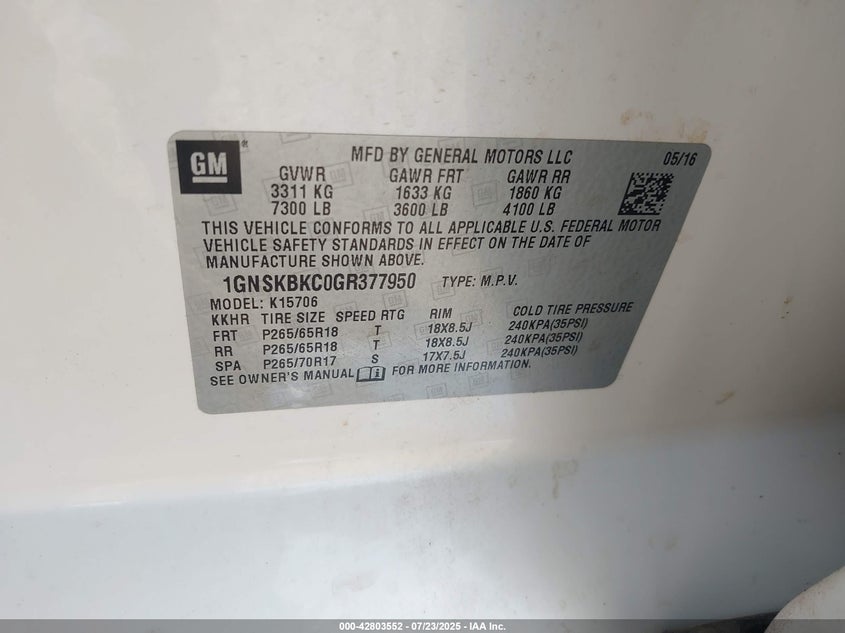 GM ® MFD BY GENERAL MOTORS LLC 05/16
GVWR GAWR FRT GAWR RR
3311 KG 1633 KG 1860 KG
7300 LB 3600 LB 4100 LB
THIS VEHICLE CONFORMS TO ALL APPLICABLE U.S. FEDERAL MOTOR
VEHICLE SAFETY STANDARDS IN EFFECT ON THE DATE OF
MANUFACTURE SHOWN ABOVE.
1GNSKBKC0GR377950 TYPE: M.P.V.
MODEL: K15706
KKHR TIRE SIZE SPEED RTG RIM COLD TIRE PRESSURE
FRT P265/65R18 T 18X8.5J 240KPA(35PSI)
RR P265/65R18 T 18X8.5J 240KPA(35PSI)
SPA P265/70R17 S 17X7.5J 240KPA(35PSI)
SEE OWNER'S MANUAL i FOR MORE INFORMATION.
000-42803552 - 07/23/2025 - IAA Inc.